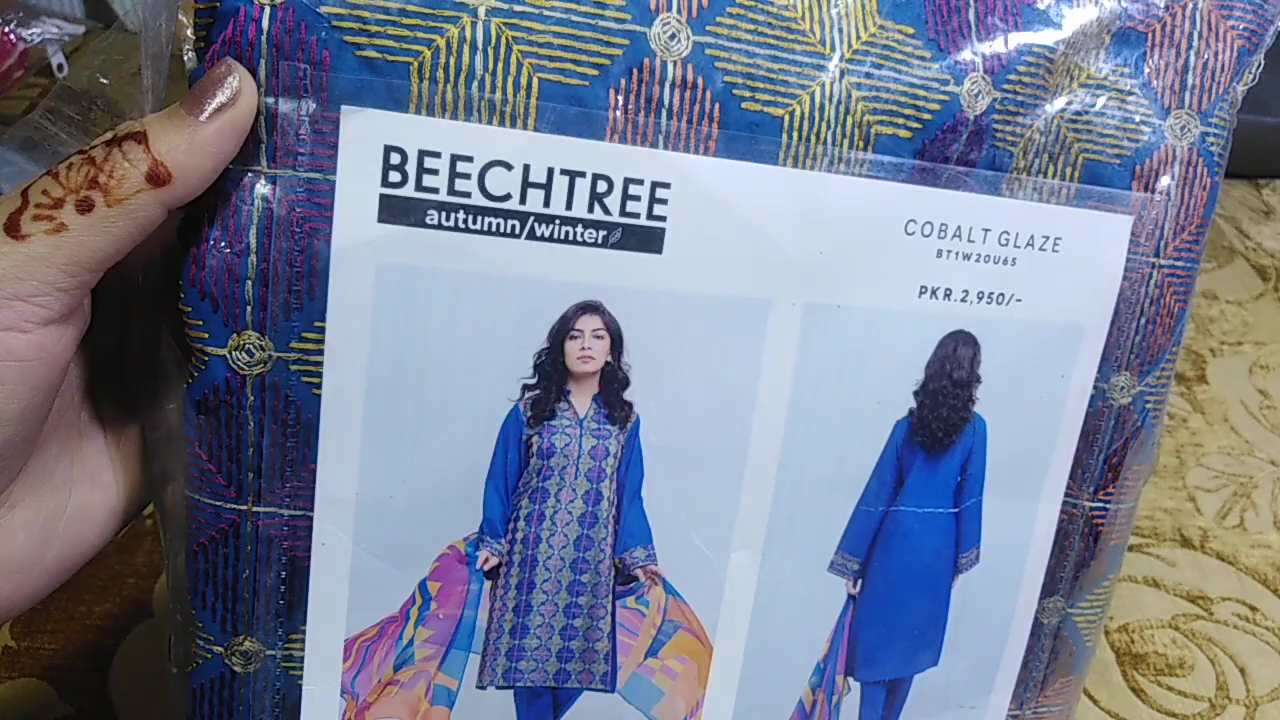 BEECHTREE
autumn/winter
COBALT GLAZE
BT1W20U65
PKR.2,950/-